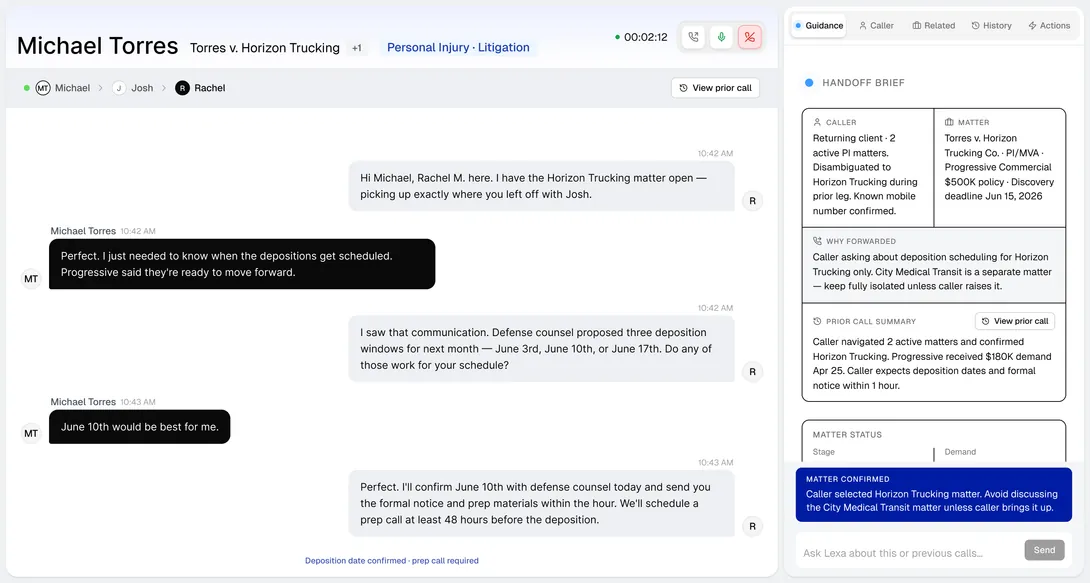 Michael Torres Torres v. Horizon Trucking +1 Personal Injury · Litigation 00:02:12
MT Michael J Josh R Rachel View prior call
10:42 AM
Hi Michael, Rachel M. here. I have the Horizon Trucking matter open —
picking up exactly where you left off with Josh.
R
Michael Torres 10:42 AM
Perfect. I just needed to know when the depositions get scheduled.
Progressive said they're ready to move forward.
MT
10:42 AM
I saw that communication. Defense counsel proposed three deposition
windows for next month — June 3rd, June 10th, or June 17th. Do any of
those work for your schedule?
R
Michael Torres 10:43 AM
June 10th would be best for me.
MT
10:43 AM
Perfect. I'll confirm June 10th with defense counsel today and send you
the formal notice and prep materials within the hour. We'll schedule a
prep call at least 48 hours before the deposition.
R
Deposition date confirmed · prep call required
Guidance Caller Related History Actions
HANDOFF BRIEF
CALLER
Returning client · 2
active PI matters.
Disambiguated to
Horizon Trucking during
prior leg. Known mobile
number confirmed.
MATTER
Torres v. Horizon
Trucking Co. · PI/MVA ·
Progressive Commercial
$500K policy · Discovery
deadline Jun 15, 2026
WHY FORWARDED
Caller asking about deposition scheduling for Horizon
Trucking only. City Medical Transit is a separate matter
— keep fully isolated unless caller raises it.
PRIOR CALL SUMMARY View prior call
Caller navigated 2 active matters and confirmed
Horizon Trucking. Progressive received $180K demand
Apr 25. Caller expects deposition dates and formal
notice within 1 hour.
MATTER STATUS
Stage Demand
MATTER CONFIRMED
Caller selected Horizon Trucking matter. Avoid discussing
the City Medical Transit matter unless caller brings it up.
Ask Lexa about this or previous calls... Send